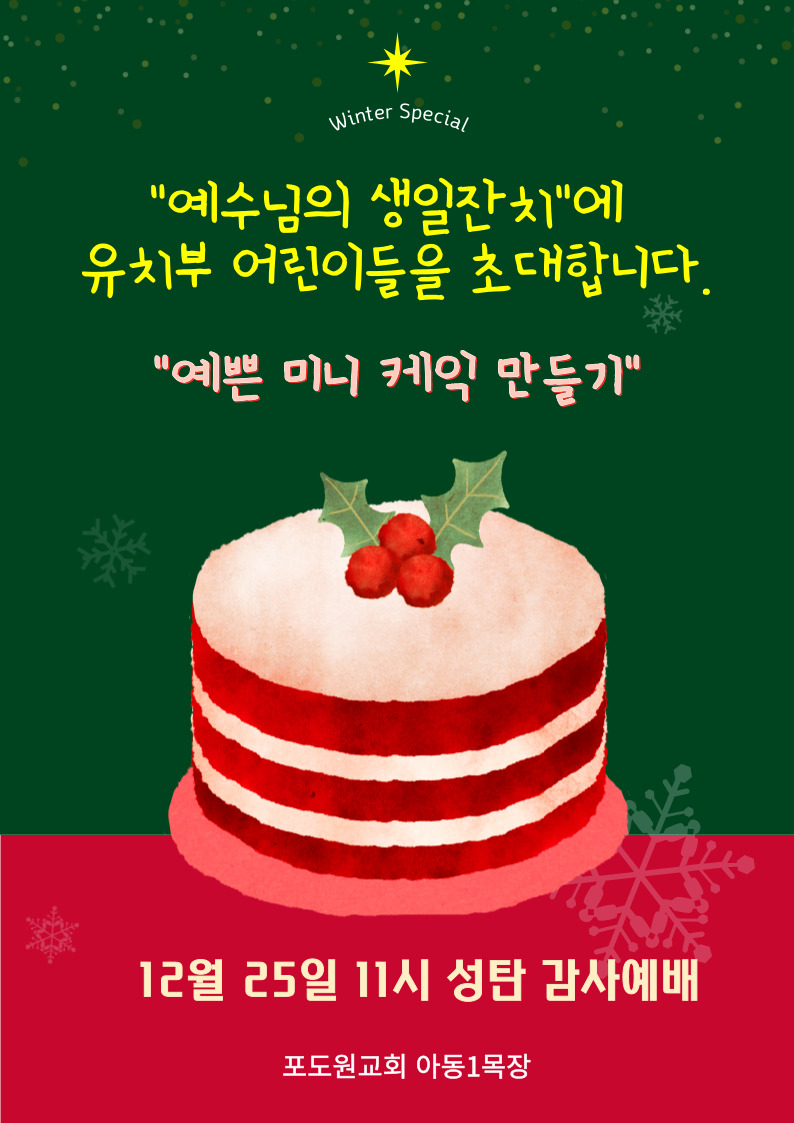 Winter Special
"예수님의 생일잔치"에
유치부 어린이들을 초대합니다.
"예쁜 미니 케익 만들기"
12월 25일 11시 성탄 감사예배
포도원교회 아동1목장